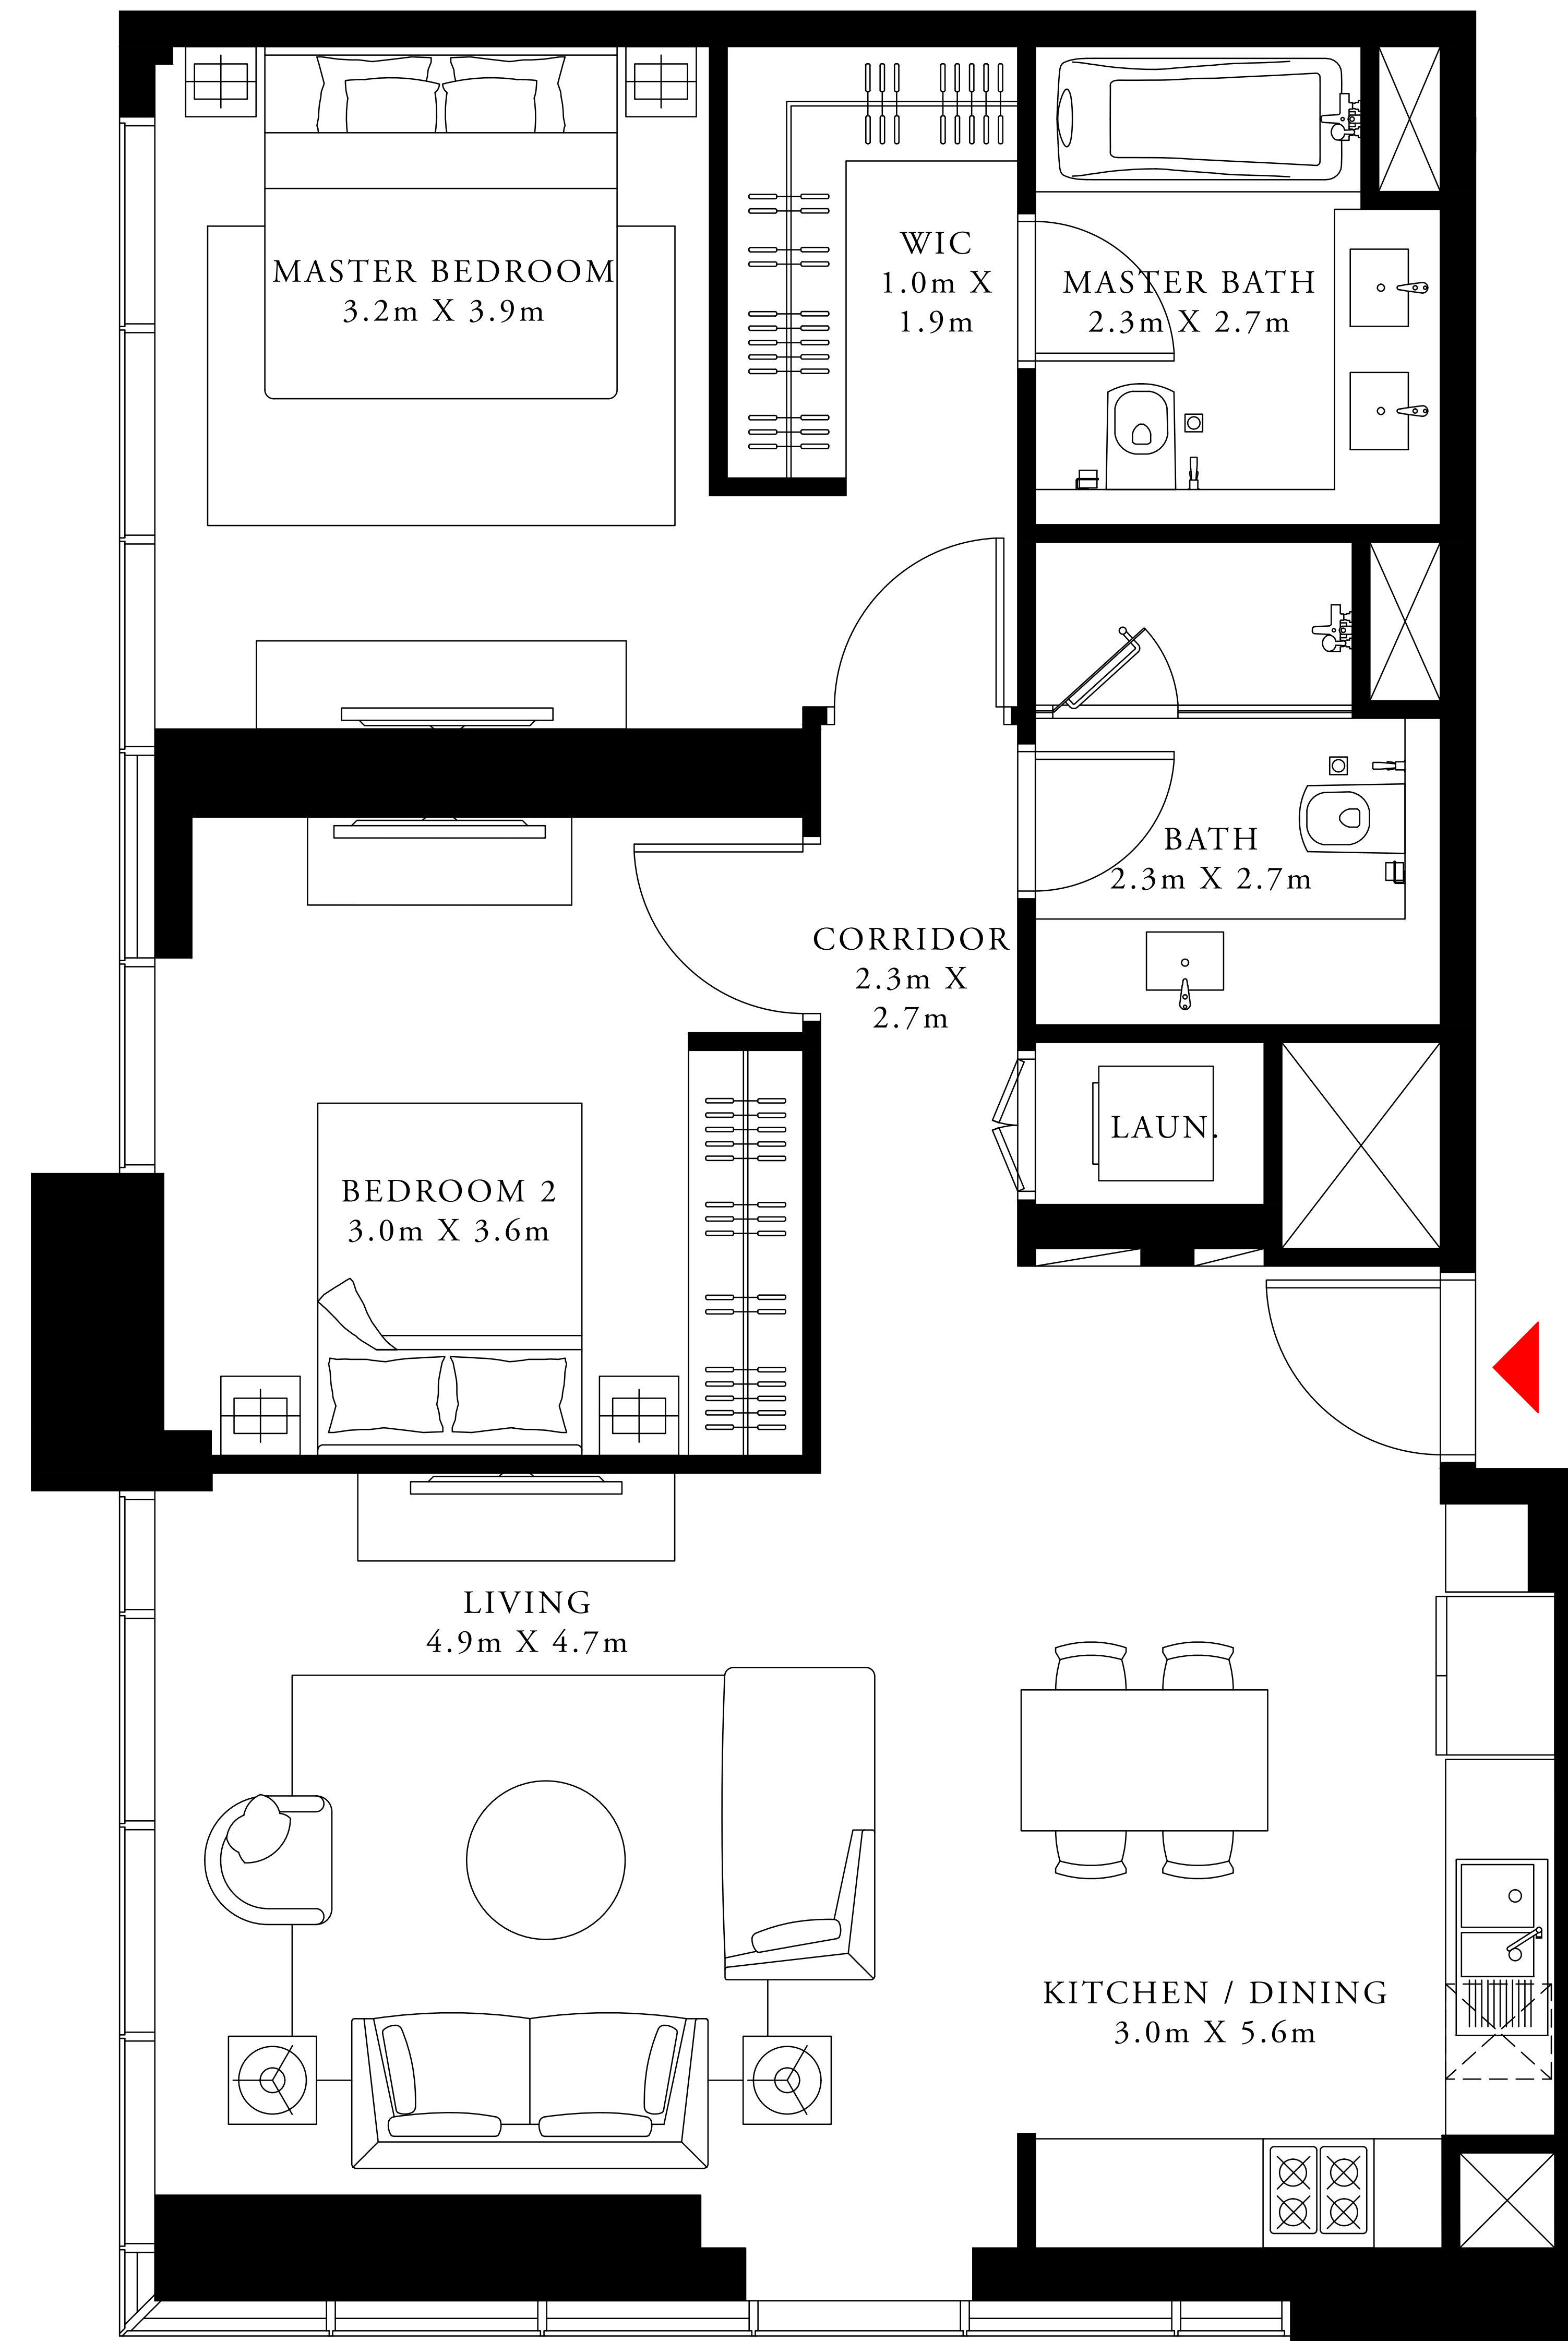 MASTER BEDROOM
3.2m X 3.9m
WIC
1.0m X
1.9m
MASTER BATH
2.3m X 2.7m
BATH
2.3m X 2.7m
CORRIDOR
2.3m X
2.7m
LAUN.
BEDROOM 2
3.0m X 3.6m
LIVING
4.9m X 4.7m
KITCHEN / DINING
3.0m X 5.6m